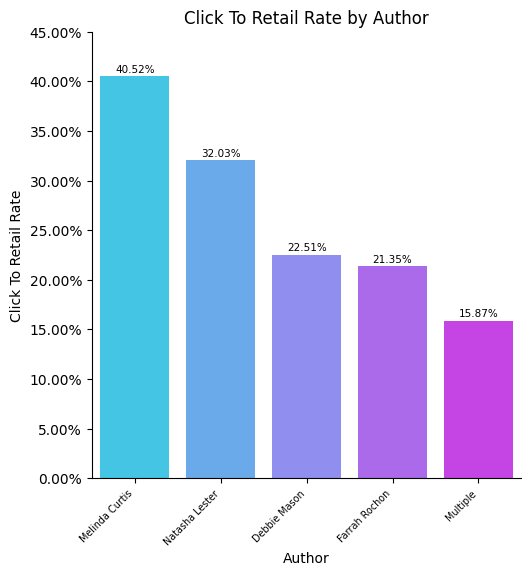 Click To Retail Rate by Author
Click To Retail Rate
45.00%
40.00%
35.00%
30.00%
25.00%
20.00%
15.00%
10.00%
5.00%
0.00%
40.52%
32.03%
22.51%
21.35%
15.87%
Melinda Curtis
Natasha Lester
Debbie Mason
Farrah Rochon
Multiple
Author